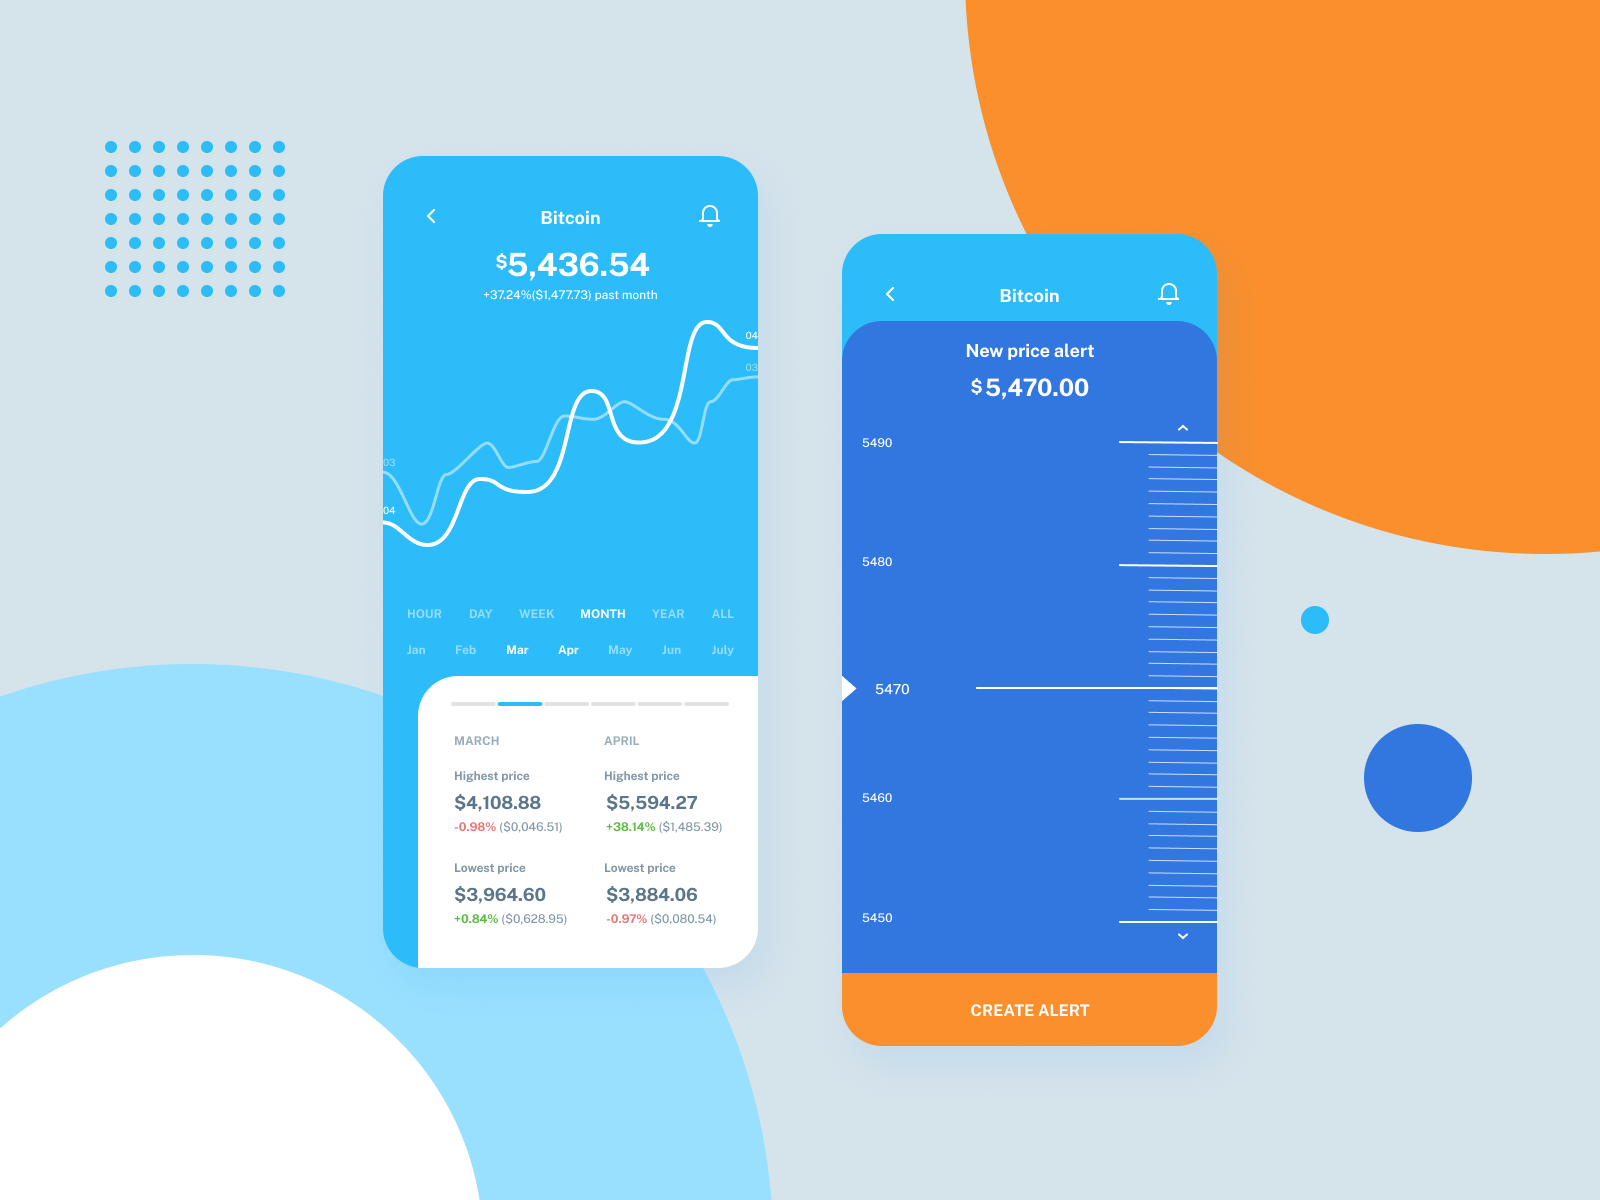 Bitcoin
$5,436.54
+37.24%($1,477.73) past month
04
03
03
04
HOUR DAY WEEK MONTH YEAR ALL
Jan Feb Mar Apr May Jun July
MARCH APRIL
Highest price Highest price
$4,108.88 $5,594.27
-0.98% ($0,046.51) +38.14% ($1,485.39)
Lowest price Lowest price
$3,964.60 $3,884.06
+0.84% ($0,628.95) -0.97% ($0,080.54)
Bitcoin
New price alert
$5,470.00
5490
5480
5470
5460
5450
CREATE ALERT